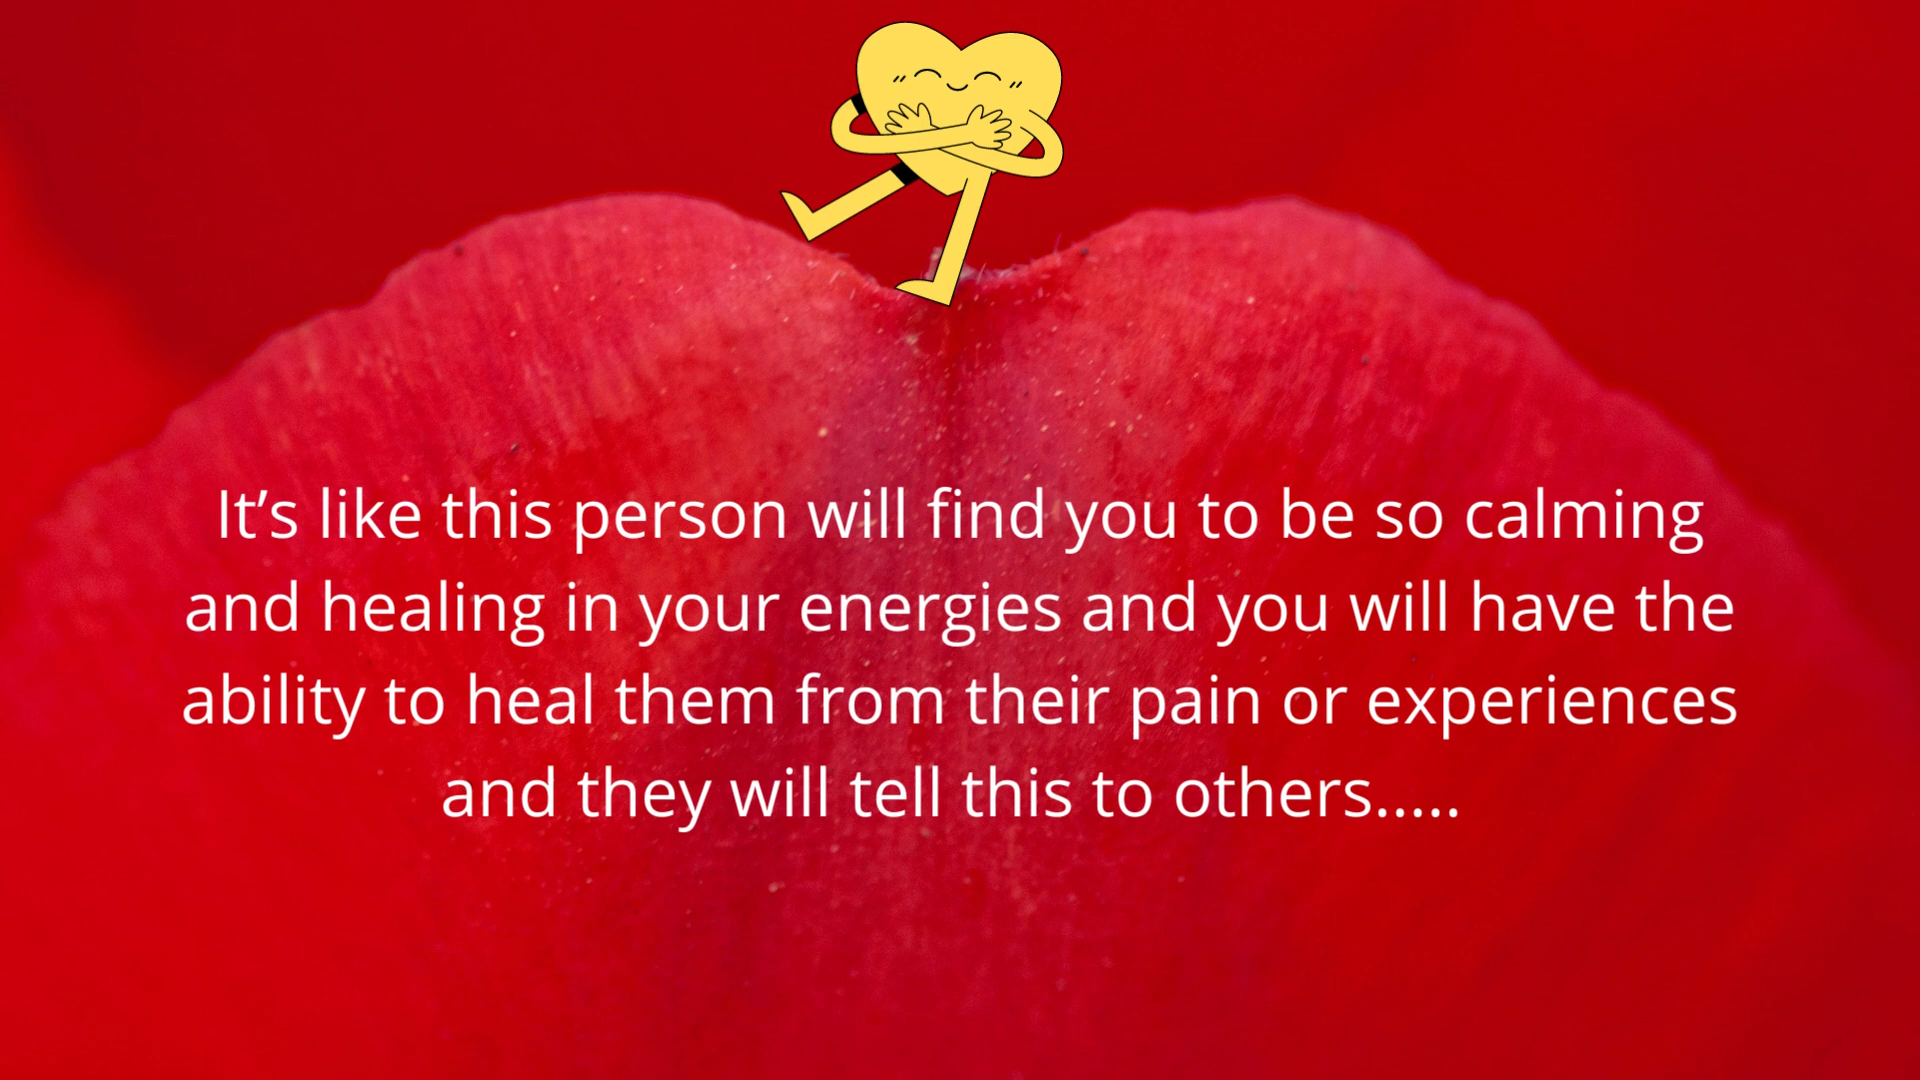 It’s like this person will find you to be so calming
and healing in your energies and you will have the
ability to heal them from their pain or experiences
and they will tell this to others.....